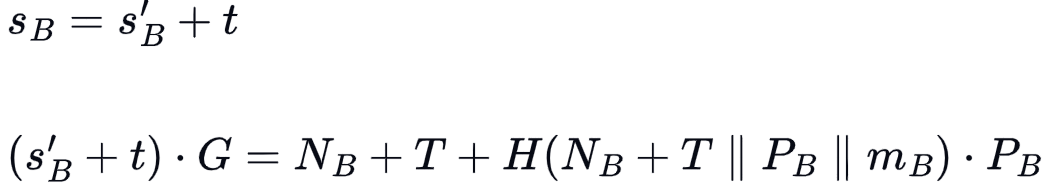 s_B = s'_B + t
(s'_B + t) · G = N_B + T + H(N_B + T ∥ P_B ∥ m_B) · P_B